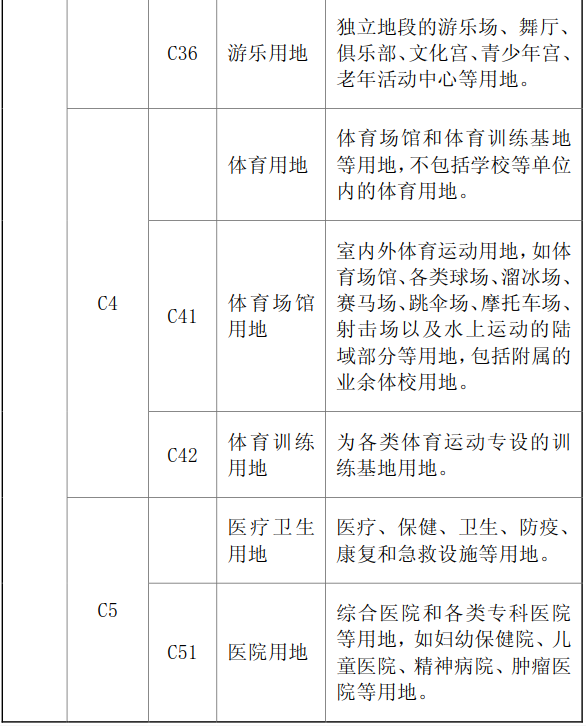 C36
游乐用地
独立地段的游乐场、舞厅、
俱乐部、文化宫、青少年宫、
老年活动中心等用地。
C4
体育用地
体育场馆和体育训练基地
等用地,不包括学校等单位
内的体育用地。
C41
体育场馆
用地
室内外体育运动用地,如体
育场馆、各类球场、溜冰场、
赛马场、跳伞场、摩托车场、
射击场以及水上运动的陆
域部分等用地,包括附属的
业余体校用地。
C42
体育训练
用地
为各类体育运动专设的训
练基地用地。
C5
医疗卫生
用地
医疗、保健、卫生、防疫、
康复和急救设施等用地。
C51
医院用地
综合医院和各类专科医院
等用地,如妇幼保健院、儿
童医院、精神病院、肿瘤医
院等用地。